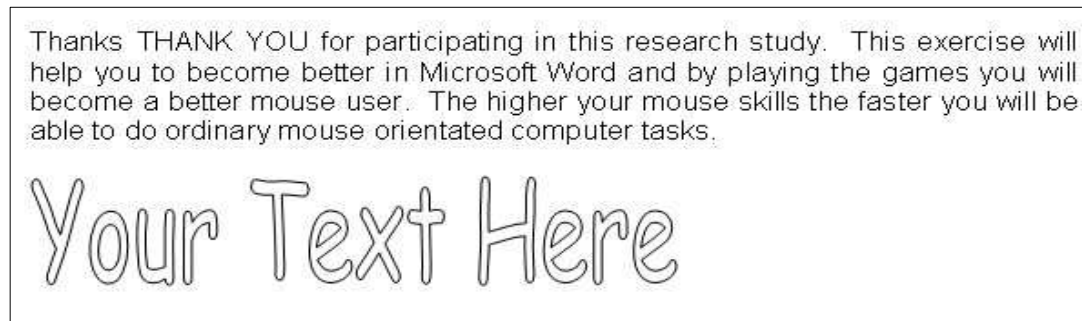 Thanks THANK YOU for participating in this research study.  This exercise will
help you to become better in Microsoft Word and by playing the games you will
become a better mouse user.  The higher your mouse skills the faster you will be
able to do ordinary mouse orientated computer tasks.
Your Text Here